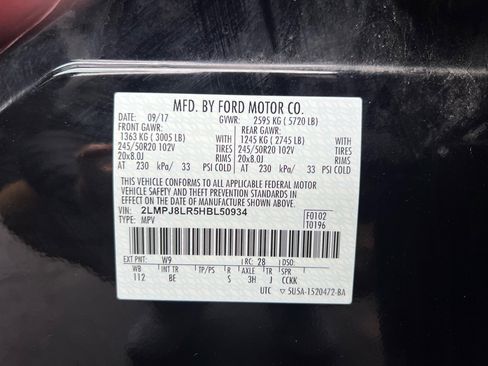 MFD. BY FORD MOTOR CO.
DATE: 09/17 GVWR: 2595 KG ( 5720 LB)
FRONT GAWR: REAR GAWR:
1363 KG ( 3005 LB) 1245 KG ( 2745 LB)
245/50R20 102V TIRES 245/50R20 102V TIRES
20x8.0J RIMS 20x8.0J RIMS
AT 230 kPa/ 33 PSI COLD AT 230 kPa/ 33 PSI COLD
THIS VEHICLE CONFORMS TO ALL APPLICABLE FEDERAL MOTOR
VEHICLE SAFETY AND THEFT PREVENTION STANDARDS IN
EFFECT ON THE DATE OF MANUFACTURE SHOWN ABOVE.
VIN: 2LMPJ8LR5HBL50934 F0102
TYPE: MPV T0196
EXT PNT: W9 RC: 28 DSO:
WB INT TR TP/PS R AXLE TR SPR
112 BE S 3H J CCKK
UTC ▽ 5U5A-1520472-BA